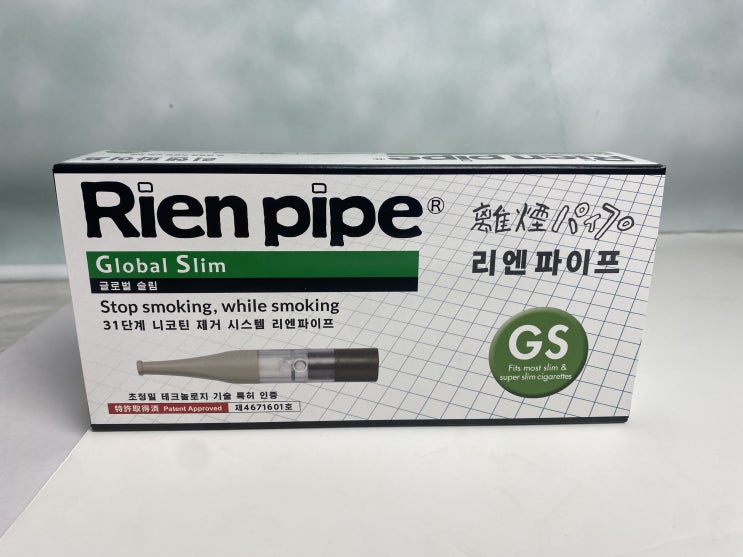 Rien pipe®
離煙パイプ
리엔파이프
Global Slim
글로벌 슬림
Stop smoking, while smoking
31단계 니코틴 제거 시스템 리엔파이프
GS
Fits most slim &
super slim cigarettes
초정밀 테크놀로지 기술 특허 인증
特許取得済 Patent Approved 제4671601호